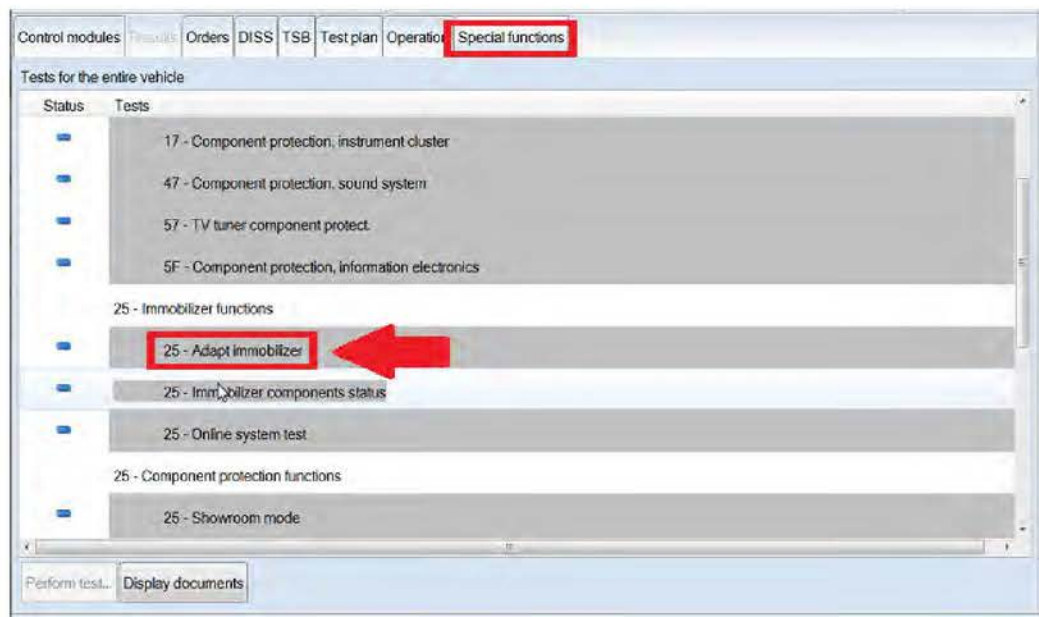 Control modules Results Orders DISS TSB Test plan Operation Special functions
Tests for the entire vehicle
Status Tests
17 - Component protection, instrument cluster
47 - Component protection, sound system
57 - TV tuner component protect.
5F - Component protection, information electronics
25 - Immobilizer functions
25 - Adapt immobilizer
25 - Immobilizer components status
25 - Online system test
25 - Component protection functions
25 - Showroom mode
Perform test... Display documents